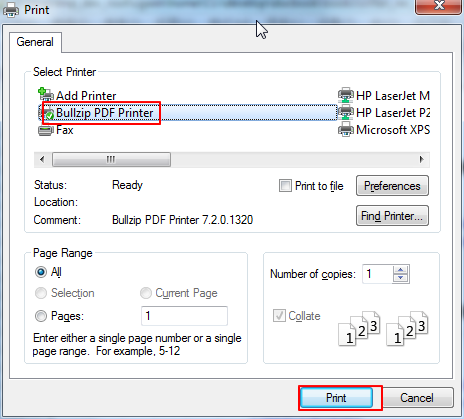 Print
General
Select Printer
Add Printer
Bullzip PDF Printer
Fax
HP LaserJet M
HP LaserJet P2
Microsoft XPS
Status: Ready
Location:
Comment: Bullzip PDF Printer 7.2.0.1320
Print to file
Preferences
Find Printer...
Page Range
All
Selection
Current Page
Pages: 1
Enter either a single page number or a single
page range. For example, 5-12
Number of copies: 1
Collate
1 2 3
1 2 3
Print
Cancel